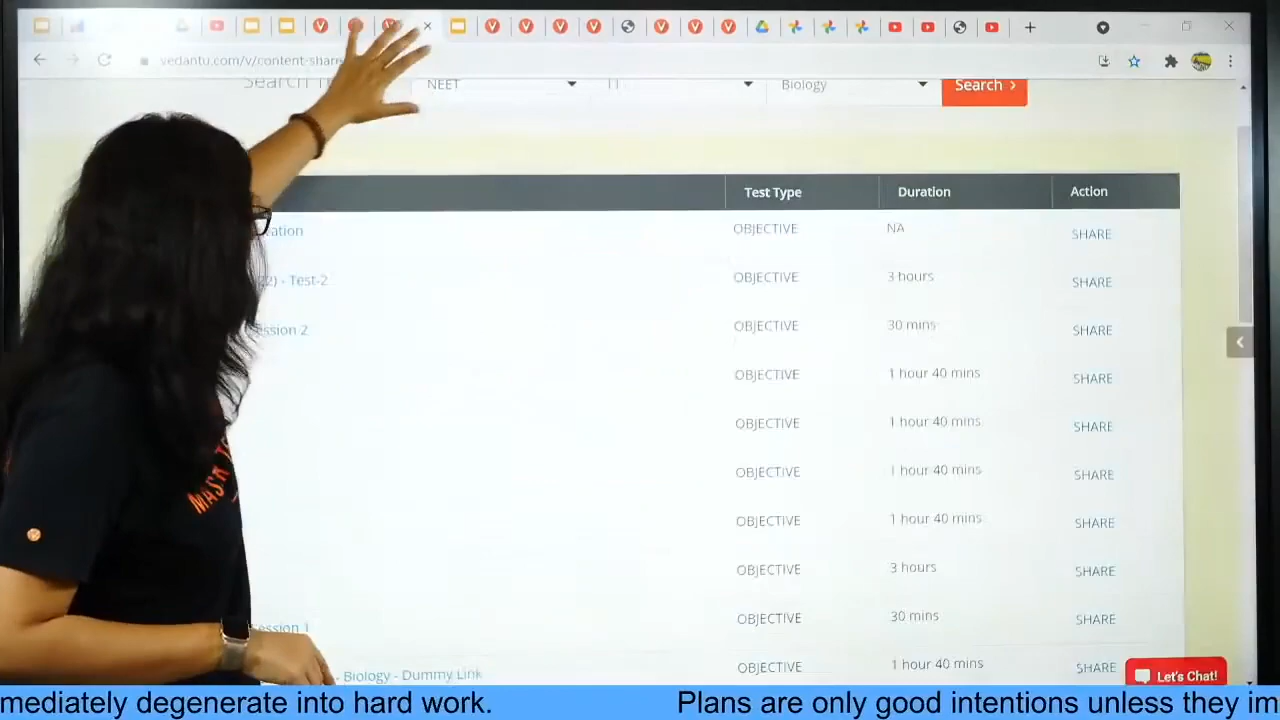 vedantu.com/v/content-share
Search
NEET
11
Biology
Search >
Test Type
Duration
Action
OBJECTIVE
NA
SHARE
- Test-2
OBJECTIVE
3 hours
SHARE
ession 2
OBJECTIVE
30 mins
SHARE
OBJECTIVE
1 hour 40 mins
SHARE
OBJECTIVE
1 hour 40 mins
SHARE
OBJECTIVE
1 hour 40 mins
SHARE
OBJECTIVE
1 hour 40 mins
SHARE
OBJECTIVE
3 hours
SHARE
ession 1
OBJECTIVE
30 mins
SHARE
- Biology - Dummy Link
OBJECTIVE
1 hour 40 mins
SHARE
Let's Chat!
MASK
mediately degenerate into hard work. Plans are only good intentions unless they im